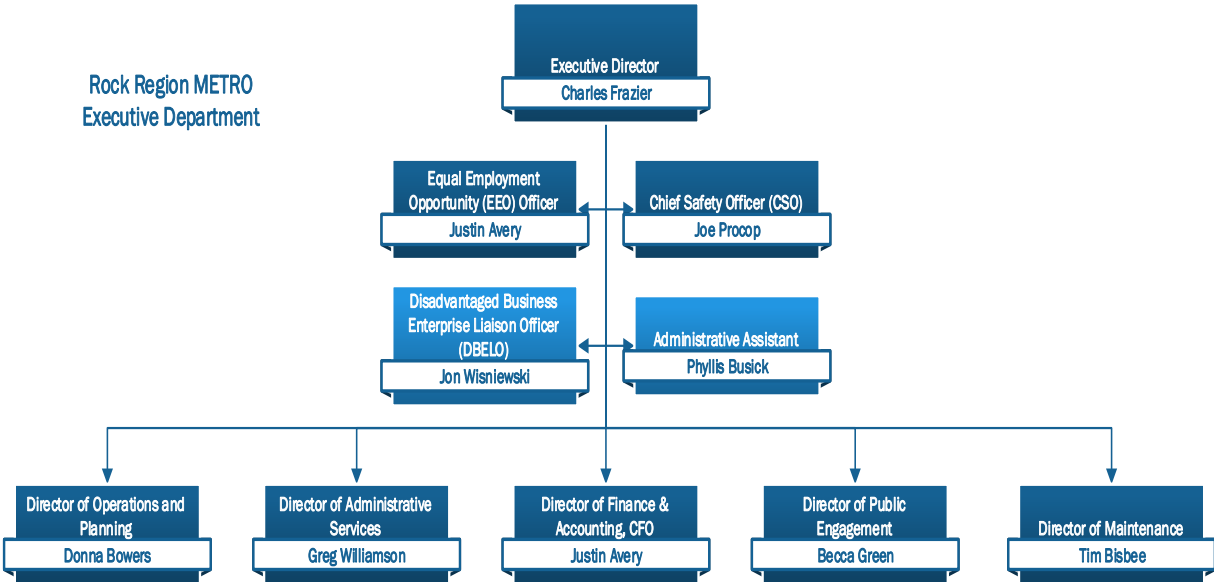 Rock Region METRO
Executive Department
Executive Director
Charles Frazier
Equal Employment
Opportunity (EEO) Officer
Justin Avery
Chief Safety Officer (CSO)
Joe Procop
Disadvantaged Business
Enterprise Liaison Officer
(DBELO)
Jon Wisniewski
Administrative Assistant
Phyllis Busick
Director of Operations and
Planning
Donna Bowers
Director of Administrative
Services
Greg Williamson
Director of Finance &
Accounting, CFO
Justin Avery
Director of Public
Engagement
Becca Green
Director of Maintenance
Tim Bisbee